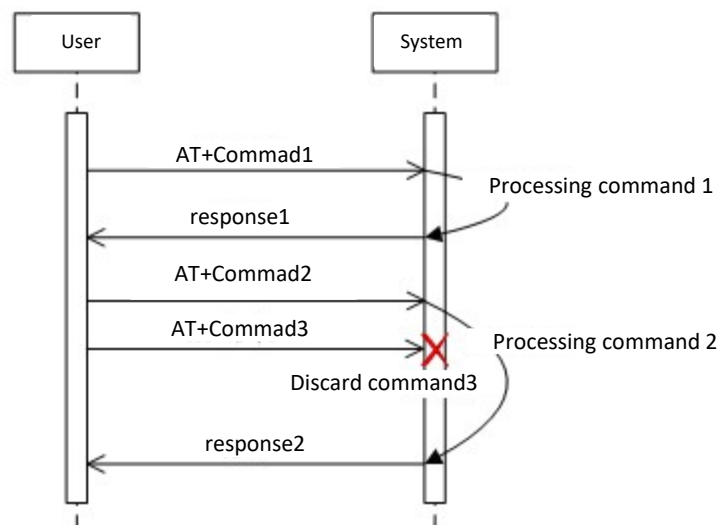 User
System
AT+Commad1
Processing command 1
response1
AT+Commad2
AT+Commad3
Processing command 2
Discard command3
response2